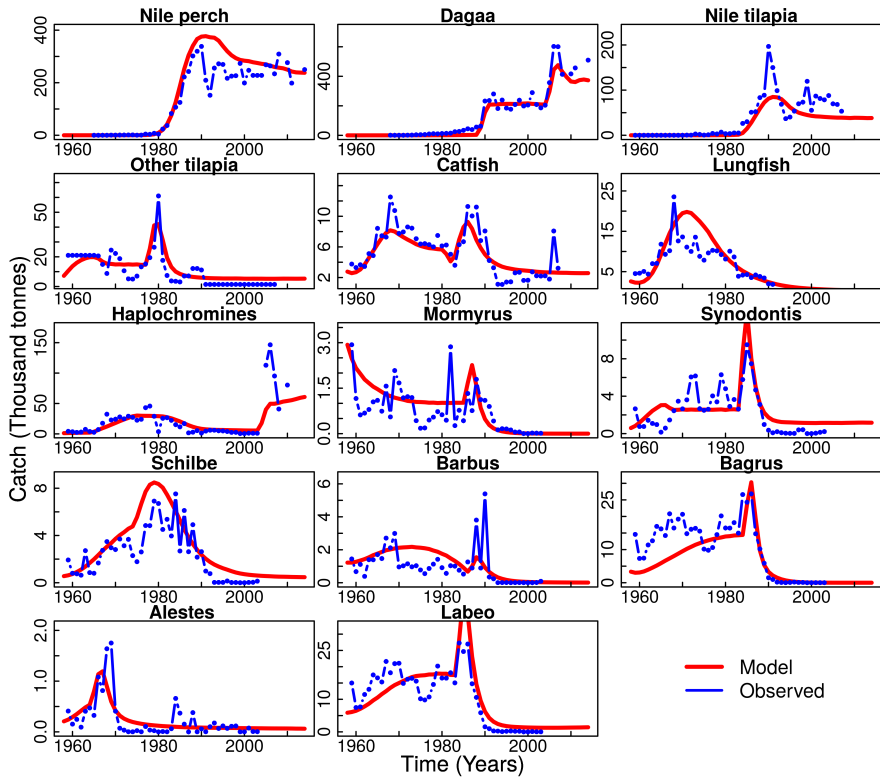 Nile perch Dagaa Nile tilapia
0 200 400
0 400
0 100 200
1960 1980 2000 1960 1980 2000 1960 1980 2000
Other tilapia Catfish Lungfish
0 20 50
2 6 10
5 15 25
1960 1980 2000 1960 1980 2000 1960 1980 2000
Haplochromines Mormyrus Synodontis
0 50 150
0.0 1.5 3.0
0 4 8
1960 1980 2000 1960 1980 2000 1960 1980 2000
Schilbe Barbus Bagrus
0 4 8
0 2 4 6
0 10 25
1960 1980 2000 1960 1980 2000 1960 1980 2000
Alestes Labeo
0.0 1.0 2.0
0 10 25
1960 1980 2000 1960 1980 2000
Model
Observed
Catch (Thousand tonnes)
Time (Years)